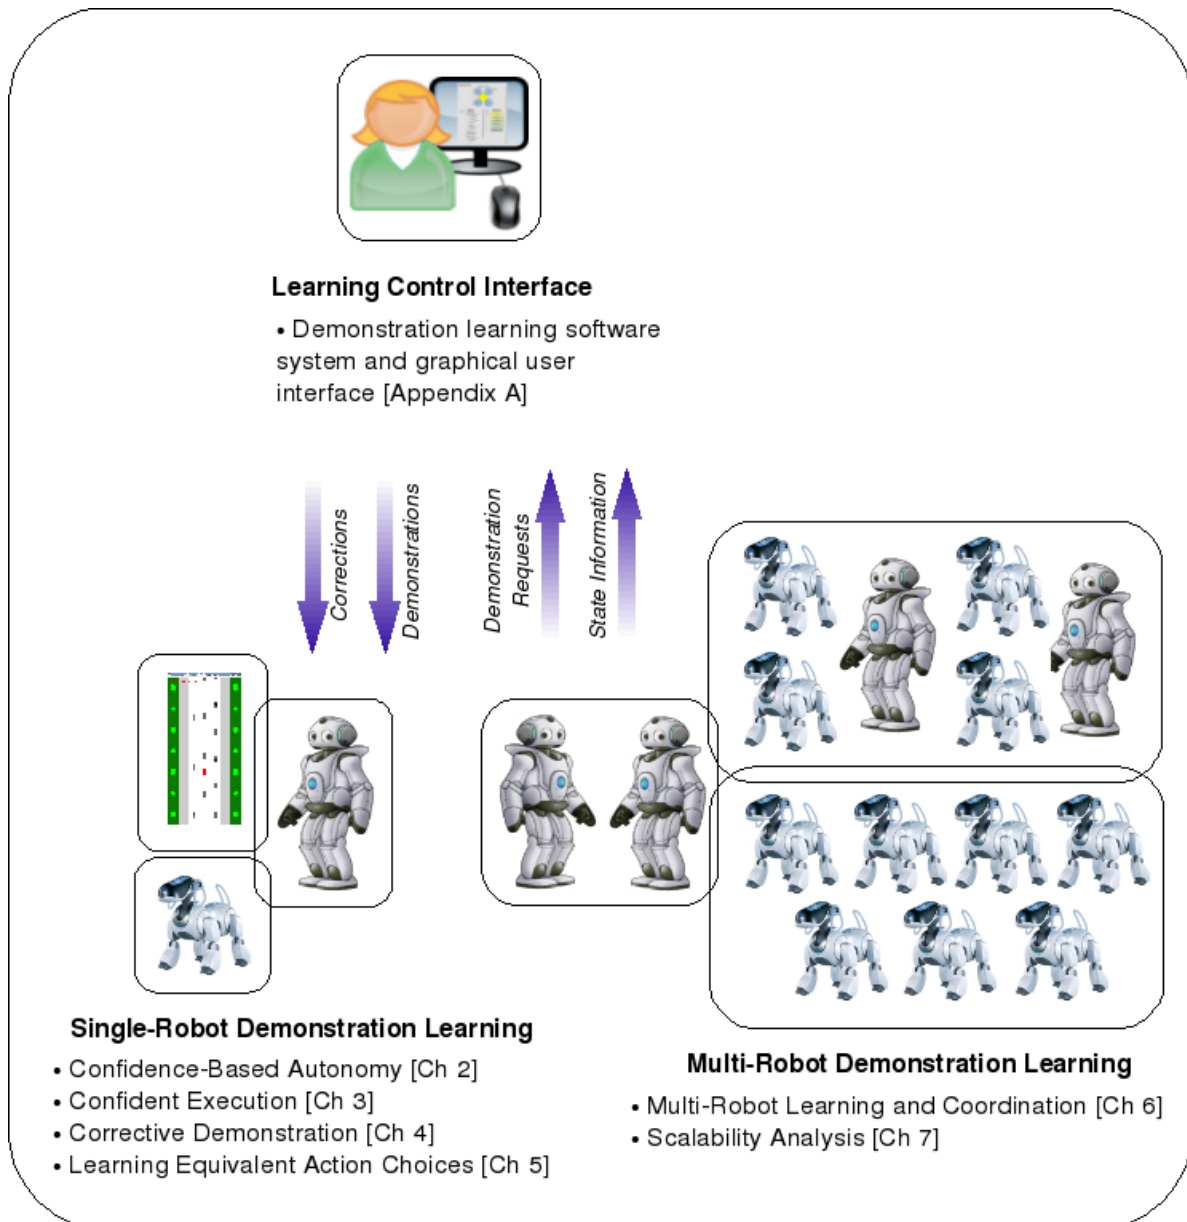 Learning Control Interface
• Demonstration learning software
system and graphical user
interface [Appendix A]
Corrections
Demonstrations
Demonstration
Requests
State Information
Single-Robot Demonstration Learning
• Confidence-Based Autonomy [Ch 2]
• Confident Execution [Ch 3]
• Corrective Demonstration [Ch 4]
• Learning Equivalent Action Choices [Ch 5]
Multi-Robot Demonstration Learning
• Multi-Robot Learning and Coordination [Ch 6]
• Scalability Analysis [Ch 7]